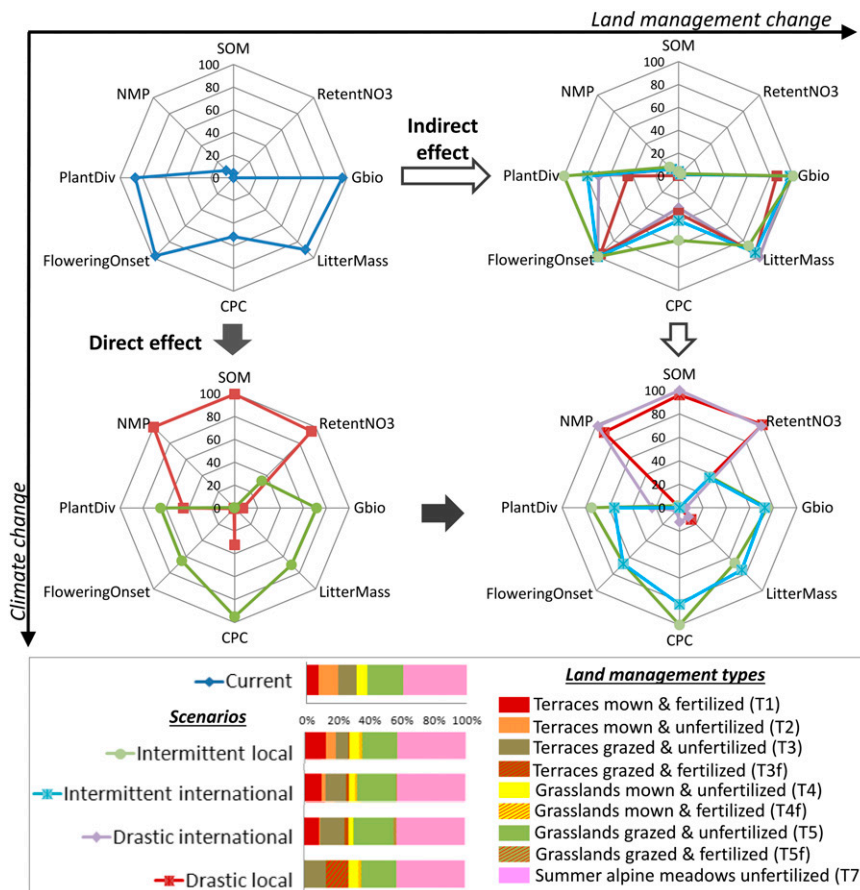 Land management change
SOM
100
80
60
40
20
0
NMP
RetentNO3
PlantDiv
Gbio
FloweringOnset
LitterMass
CPC
Indirect
effect
SOM
100
80
60
40
20
0
NMP
RetentNO3
PlantDiv
Gbio
FloweringOnset
LitterMass
CPC
Direct effect
Climate change
SOM
100
80
60
40
20
0
NMP
RetentNO3
PlantDiv
Gbio
FloweringOnset
LitterMass
CPC
SOM
100
80
60
40
20
0
NMP
RetentNO3
PlantDiv
Gbio
FloweringOnset
LitterMass
CPC
Current
Scenarios
0% 20% 40% 60% 80% 100%
Intermittent local
Intermittent international
Drastic international
Drastic local
Land management types
Terraces mown & fertilized (T1)
Terraces mown & unfertilized (T2)
Terraces grazed & unfertilized (T3)
Terraces grazed & fertilized (T3f)
Grasslands mown & unfertilized (T4)
Grasslands mown & fertilized (T4f)
Grasslands grazed & unfertilized (T5)
Grasslands grazed & fertilized (T5f)
Summer alpine meadows unfertilized (T7